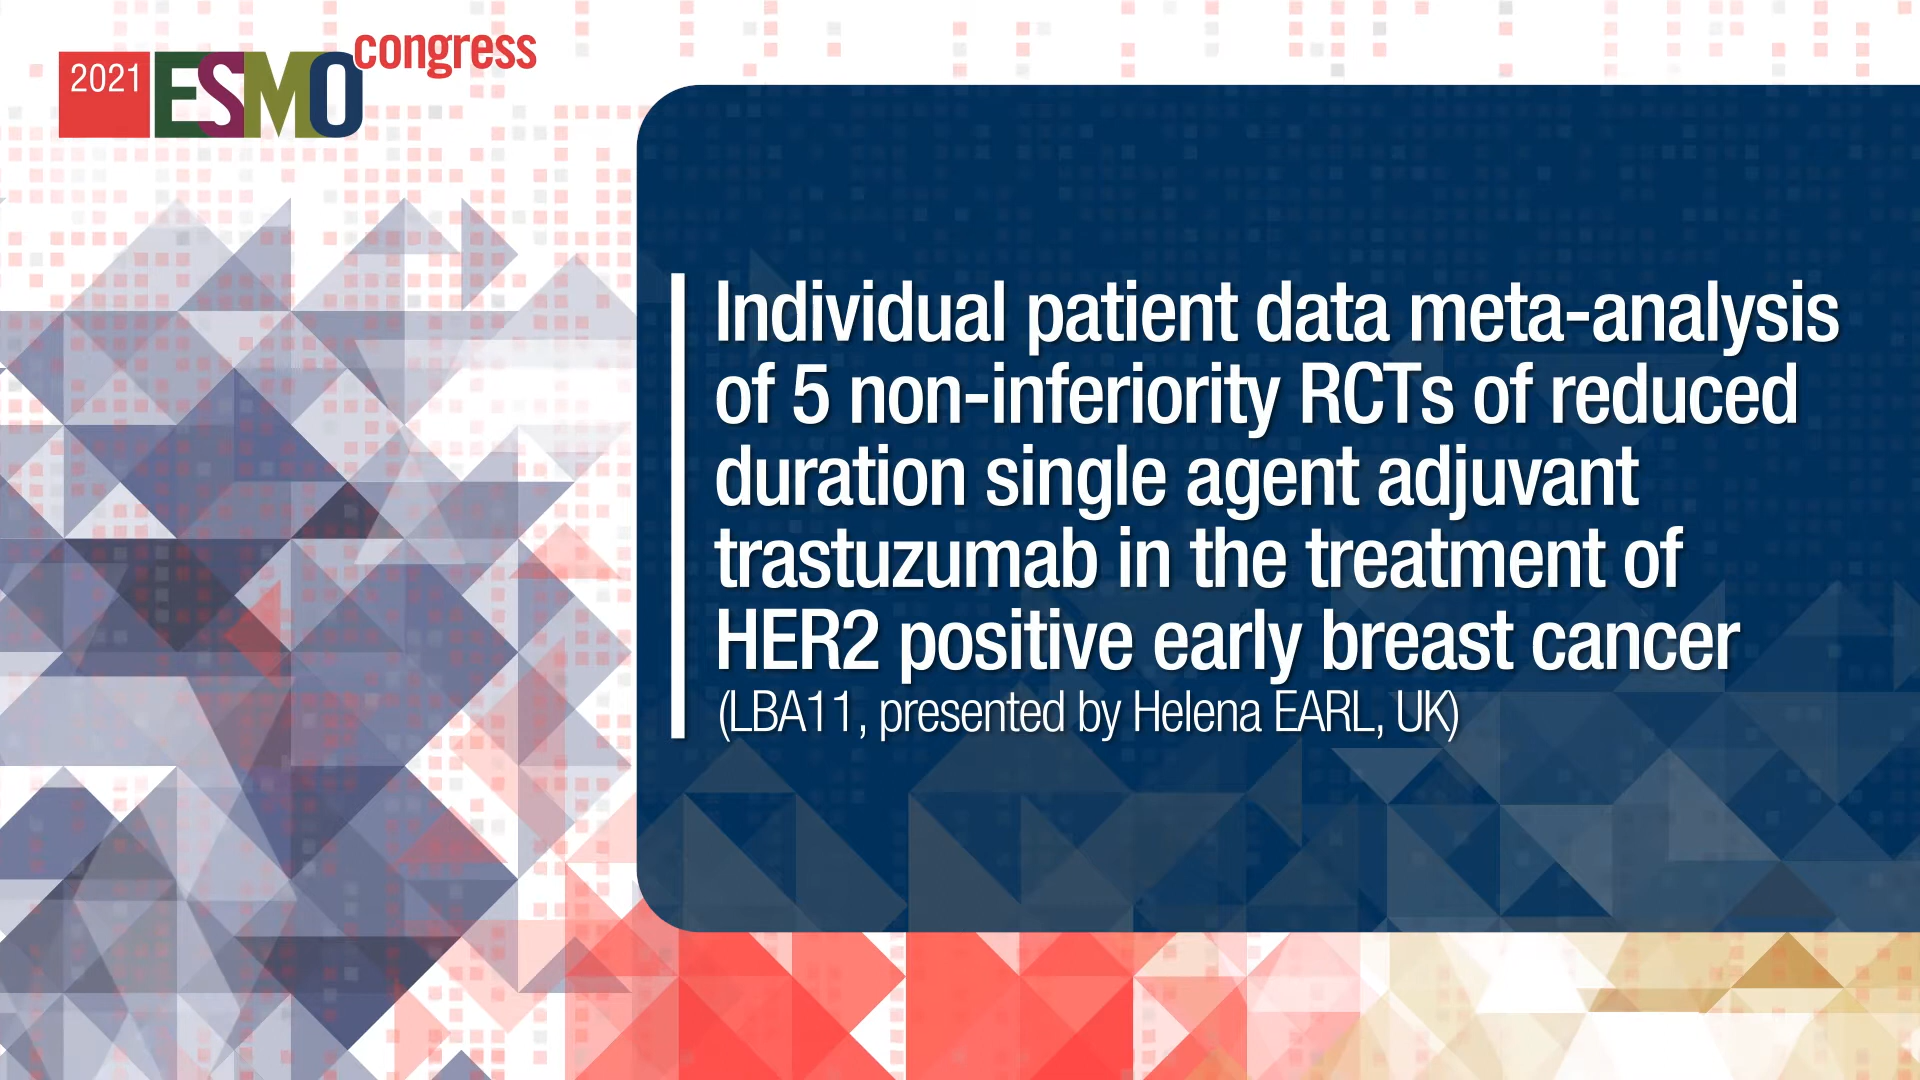 2021 ESMO congress
Individual patient data meta-analysis
of 5 non-inferiority RCTs of reduced
duration single agent adjuvant
trastuzumab in the treatment of
HER2 positive early breast cancer
(LBA11, presented by Helena EARL, UK)